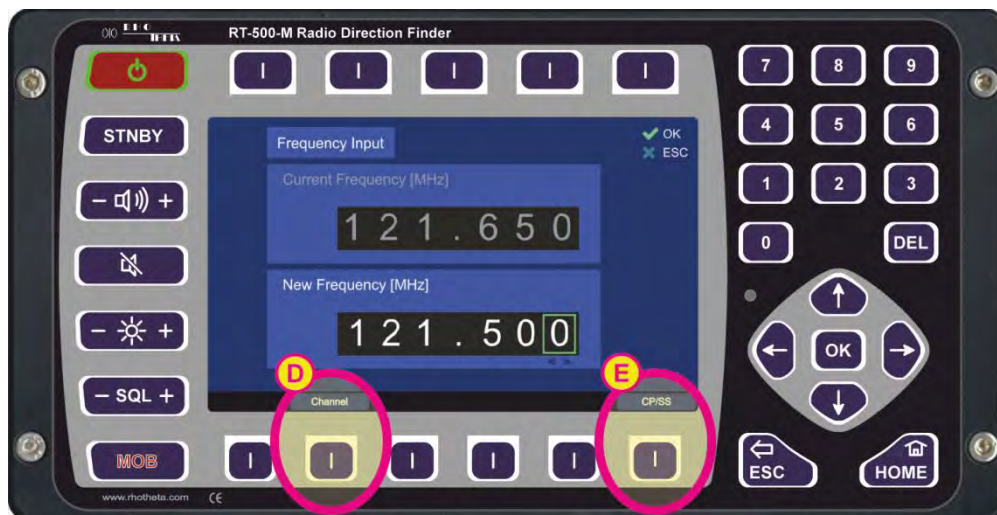 RHO THETA RT-500-M Radio Direction Finder
7 8 9
STNBY
Frequency Input
OK
ESC
4 5 6
Current Frequency [MHz]
- +
121.650
1 2 3
0 DEL
New Frequency [MHz]
- +
121.500
OK
D
E
- SQL +
Channel
CP/SS
MOB
ESC
HOME
www.rhotheta.com CE